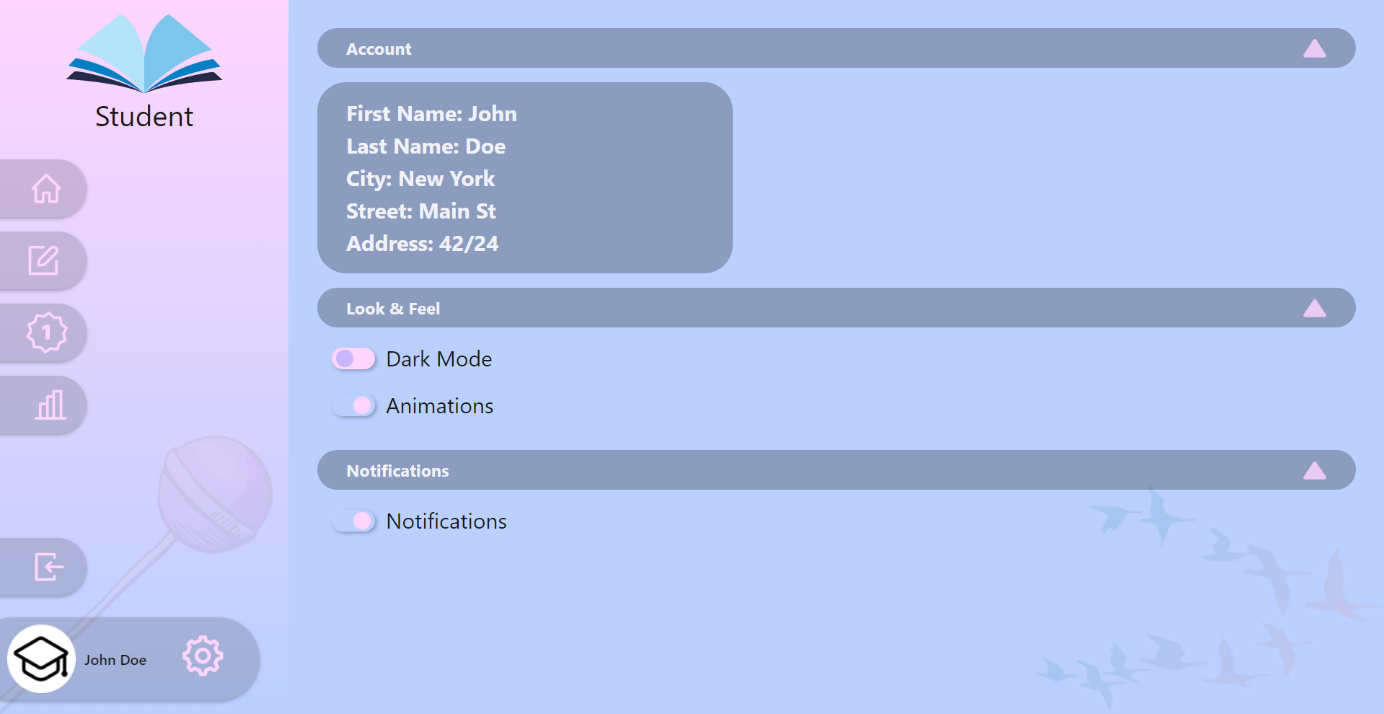 Student
1
John Doe
Account
First Name: John
Last Name: Doe
City: New York
Street: Main St
Address: 42/24
Look & Feel
Dark Mode
Animations
Notifications
Notifications